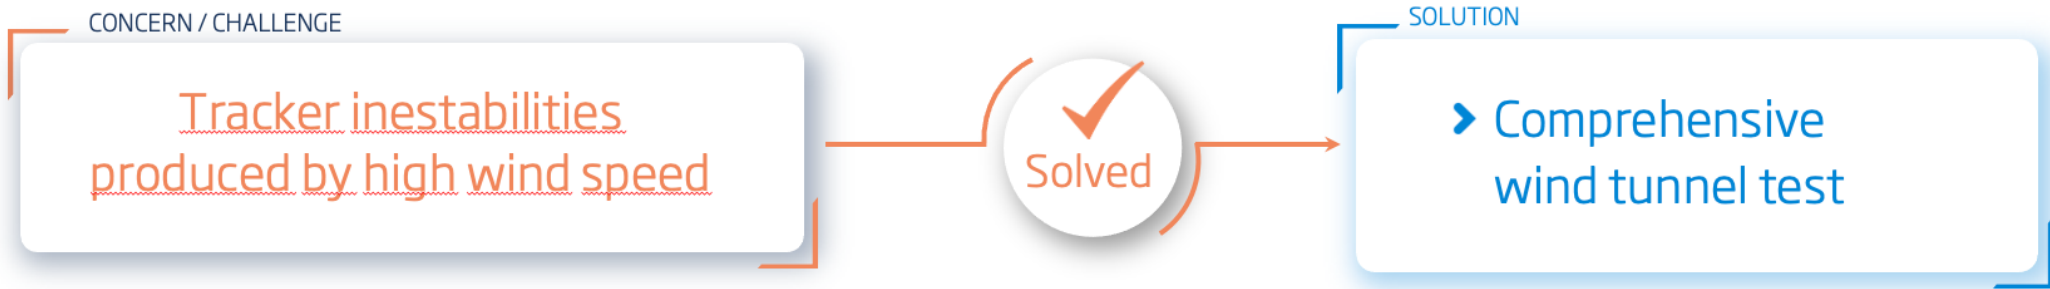 CONCERN / CHALLENGE
Tracker inestabilities
produced by high wind speed
Solved
SOLUTION
Comprehensive
wind tunnel test